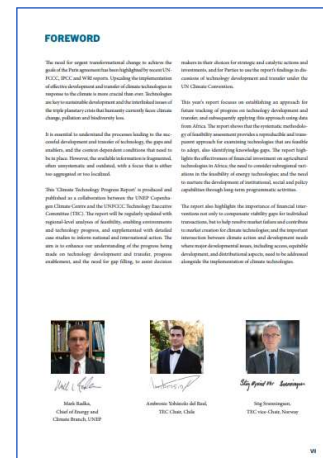 FOREWORD
The need for urgent transformational change to achieve the
goals of the Paris agreement has been highlighted by recent UN-
FCCC, IPCC and WRI reports. Upscaling the implementation
of effective development and transfer of climate technologies in
response to the climate is more crucial than ever. Technologies
are key to sustainable development and the interlinked issues of
the triple planetary crisis that humanity currently faces: climate
change, pollution and biodiversity loss.
It is essential to understand the processes leading to the suc-
cessful development and transfer of technology, the gaps and
enablers, and the context-dependent conditions that need to
be in place. However, the available information is fragmented,
often unsystematic and outdated, with a focus that is either
too aggregated or too localized.
This 'Climate Technology Progress Report' is produced and
published as a collaboration between the UNEP Copenha-
gen Climate Centre and the UNFCCC Technology Executive
Committee (TEC). The report will be regularly updated with
regional-level analyses of feasibility, enabling environments
and technology progress, and supplemented with detailed
case studies to inform national and international action. The
aim is to enhance our understanding of the progress being
made on technology development and transfer, progress
enablement, and the need for gap filling, to assist decision
makers in their choices for strategic and catalytic actions and
investments, and for Parties to use the report's findings in dis-
cussions of technology development and transfer under the
UN Climate Convention.
This year's report focuses on establishing an approach for
future tracking of progress on technology development and
transfer, and subsequently applying this approach using data
from Africa. The report shows that the systematic methodolo-
gy of feasibility assessment provides a reproducible and trans-
parent approach for examining technologies that are feasible
to adopt, also identifying knowledge gaps. The report high-
lights the effectiveness of financial investment on agricultural
technologies in Africa; the need to consider subregional vari-
ations in the feasibility of energy technologies; and the need
to nurture the development of institutional, social and policy
capabilities through long-term programmatic activities.
The report also highlights the importance of financial inter-
ventions not only to compensate viability gaps for individual
transactions, but to help resolve market failure and contribute
to market creation for climate technologies; and the important
intersection between climate action and development needs
where major developmental issues, including access, equitable
development, and distributional aspects, need to be addressed
alongside the implementation of climate technologies.
Mark Radka,
Chief of Energy and
Climate Branch, UNEP
TEC Chair, Chile
Stig Svenningsen,
TEC vice-Chair, Norway
VI